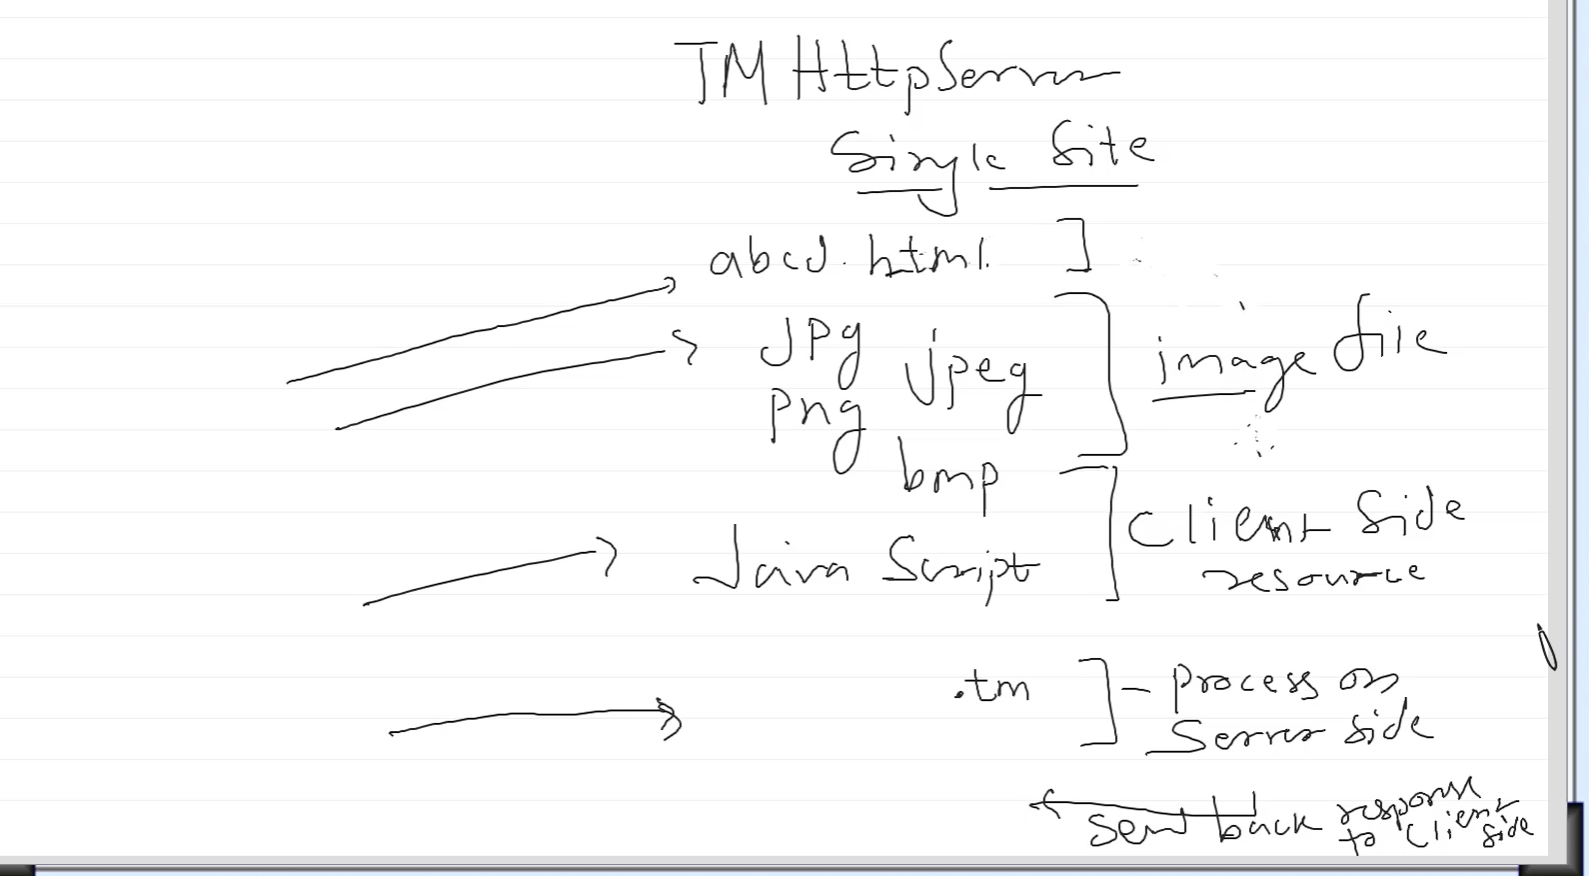 TM HttpServer
Single Site
abcd.html ]
JPg jpeg
png
bmp
image file
Java Script
Client Side
resource
.tm ] - process on
Server side
send back response
to client
side